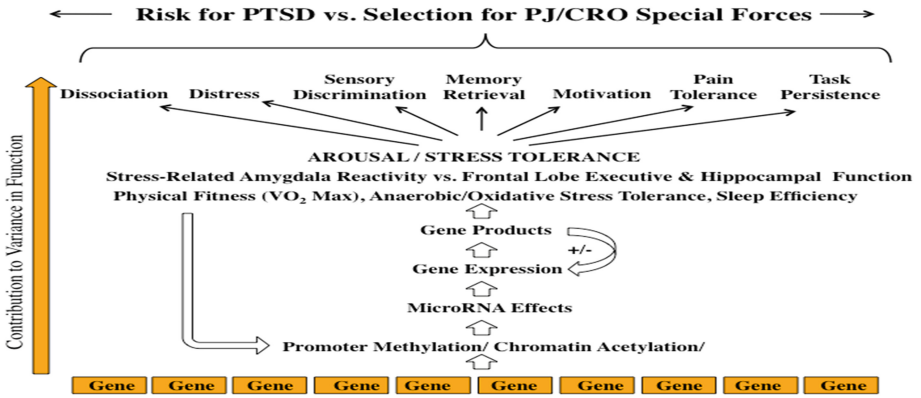 Risk for PTSD vs. Selection for PJ/CRO Special Forces
Dissociation
Distress
Sensory
Discrimination
Memory
Retrieval
Motivation
Pain
Tolerance
Task
Persistence
AROUSAL / STRESS TOLERANCE
Stress-Related Amygdala Reactivity vs. Frontal Lobe Executive & Hippocampal Function
Physical Fitness (VO₂ Max), Anaerobic/Oxidative Stress Tolerance, Sleep Efficiency
Gene Products
+/-
Gene Expression
MicroRNA Effects
Promoter Methylation/ Chromatin Acetylation/
Gene Gene Gene Gene Gene Gene Gene Gene Gene Gene
Contribution to Variance in Function